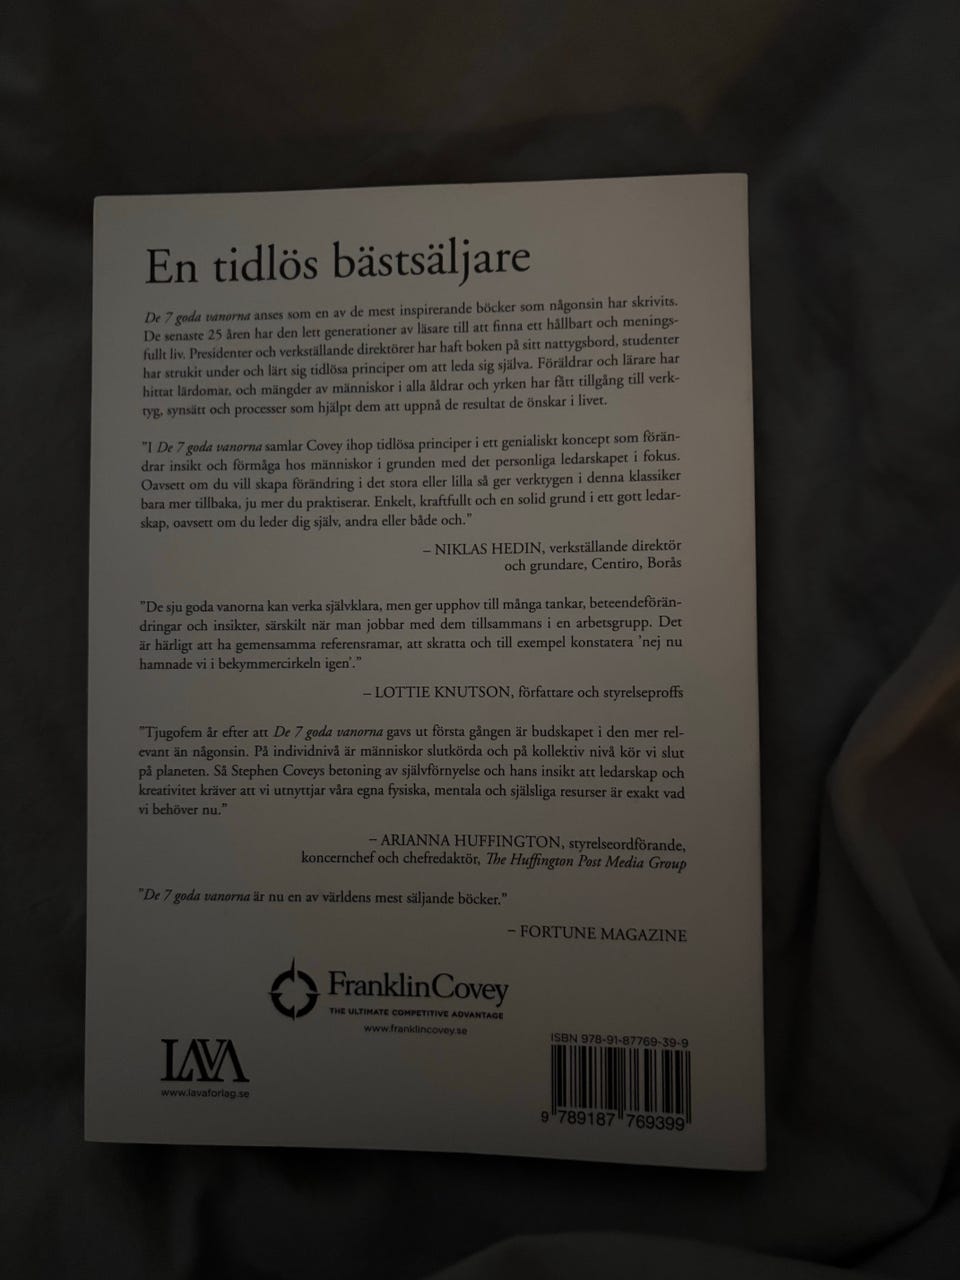 En tidlös bästsäljare
De 7 goda vanorna anses som en av de mest inspirerande böcker som någonsin har skrivits.
De senaste 25 åren har den lett generationer av läsare till att finna ett hållbart och menings-
fullt liv. Presidenter och verkställande direktörer har haft boken på sitt nattygsbord, studenter
har strukit under och lärt sig tidlösa principer om att leda sig själva. Föräldrar och lärare har
hittat lärdomar, och mängder av människor i alla åldrar och yrken har fått tillgång till verk-
tyg, synsätt och processer som hjälpt dem att uppnå de resultat de önskar i livet.
"I De 7 goda vanorna samlar Covey ihop tidlösa principer i ett genialiskt koncept som förän-
drar insikt och förmåga hos människor i grunden med det personliga ledarskapet i fokus.
Oavsett om du vill skapa förändring i det stora eller lilla så ger verktygen i denna klassiker
bara mer tillbaka, ju mer du praktiserar. Enkelt, kraftfullt och en solid grund i ett gott ledar-
skap, oavsett om du leder dig själv, andra eller både och."
– NIKLAS HEDIN, verkställande direktör
och grundare, Centiro, Borås
"De sju goda vanorna kan verka självklara, men ger upphov till många tankar, beteendeförän-
dringar och insikter, särskilt när man jobbar med dem tillsammans i en arbetsgrupp. Det
är härligt att ha gemensamma referensramar, att skratta och till exempel konstatera 'nej nu
hamnade vi i bekymmercirkeln igen'."
– LOTTIE KNUTSON, författare och styrelseproffs
"Tjugofem år efter att De 7 goda vanorna gavs ut första gången är budskapet i den mer rel-
evant än någonsin. På individnivå är människor slutkörda och på kollektiv nivå kör vi slut
på planeten. Så Stephen Coveys betoning av självförnyelse och hans insikt att ledarskap och
kreativitet kräver att vi utnyttjar våra egna fysiska, mentala och själsliga resurser är exakt vad
vi behöver nu."
– ARIANNA HUFFINGTON, styrelseordförande,
koncernchef och chefredaktör, The Huffington Post Media Group
"De 7 goda vanorna är nu en av världens mest säljande böcker."
– FORTUNE MAGAZINE
FranklinCovey
THE ULTIMATE COMPETITIVE ADVANTAGE
www.franklincovey.se
LAVA
www.lavaforlag.se
ISBN 978-91-87769-39-9
9 789187 769399